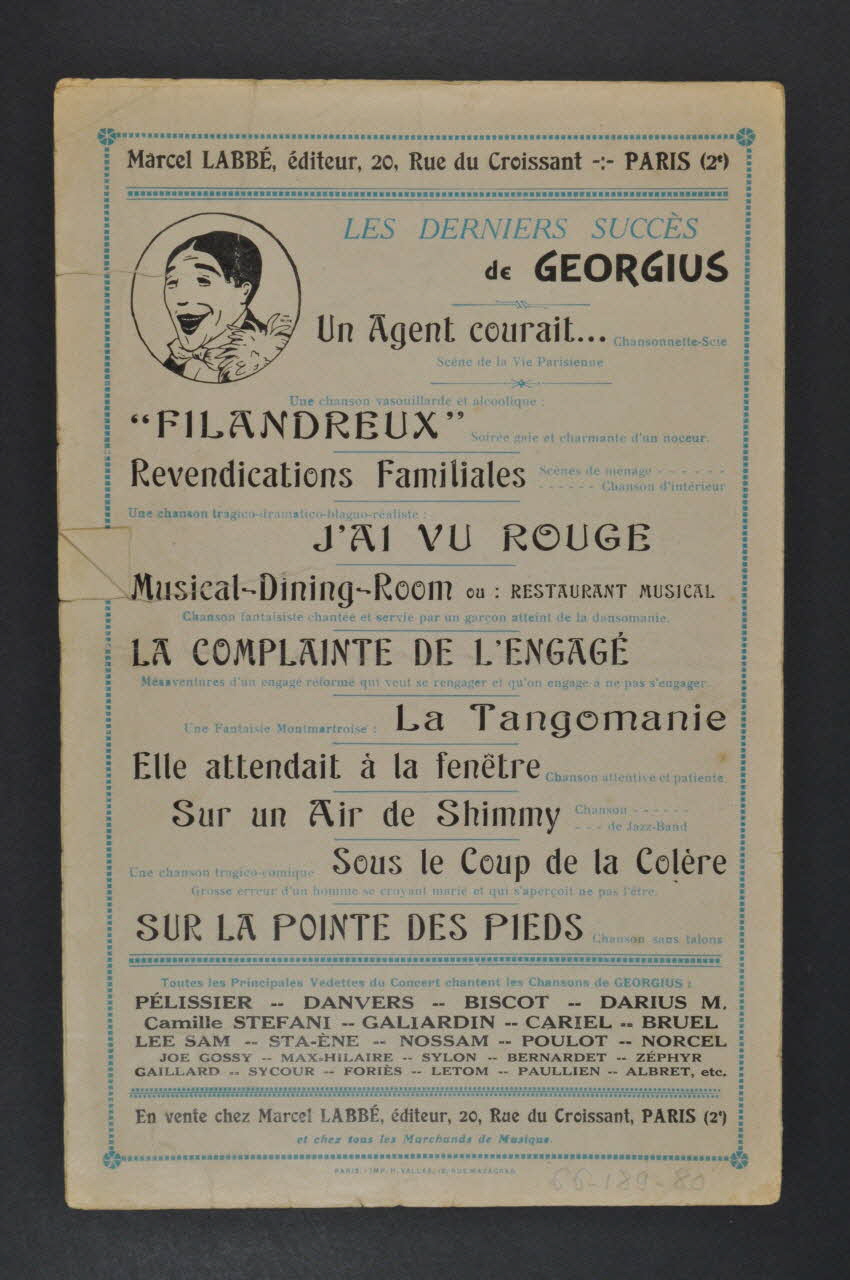 Marcel LABBÉ, éditeur, 20, Rue du Croissant -:- PARIS (2e)
LES DERNIERS SUCCÈS
de GEORGIUS
Un Agent courait... Chansonnette-Scie
Scène de la Vie Parisienne
Une chanson vasouillarde et alcoolique :
"FILANDREUX" Soirée gaie et charmante d'un noceur.
Revendications Familiales Scènes de ménage - - - - - -
- - - - - - Chanson d'intérieur
Une chanson tragico-dramatico-blaguo-réaliste :
J'AI VU ROUGE
Musical-Dining-Room ou : RESTAURANT MUSICAL
Chanson fantaisiste chantée et servie par un garçon atteint de la dansomanie.
LA COMPLAINTE DE L'ENGAGÉ
Mésaventures d'un engagé réformé qui veut se rengager et qu'on engage à ne pas s'engager.
Une Fantaisie Montmartroise : La Tangomanie
Elle attendait à la fenêtre Chanson attentive et patiente.
Sur un Air de Shimmy Chanson - - - - - -
- - - de Jazz-Band
Une chanson tragico-comique Sous le Coup de la Colère
Grosse erreur d'un homme se croyant marié et qui s'aperçoit ne pas l'être.
SUR LA POINTE DES PIEDS Chanson sans talons
Toutes les Principales Vedettes du Concert chantent les Chansons de GEORGIUS :
PÉLISSIER -- DANVERS -- BISCOT -- DARIUS M.
Camille STEFANI -- GALIARDIN -- CARIEL -- BRUEL
LEE SAM -- STA-ÈNE -- NOSSAM -- POULOT -- NORCEL
JOE GOSSY -- MAX-HILAIRE -- SYLON -- BERNARDET -- ZÉPHYR
GAILLARD -- SYCOUR -- FORIÈS -- LETOM -- PAULLIEN -- ALBRET, etc.
En vente chez Marcel LABBÉ, éditeur, 20, Rue du Croissant, PARIS (2e)
et chez tous les Marchands de Musique.
PARIS. - IMP. H. RUE MAZAGRAN
66-189-80